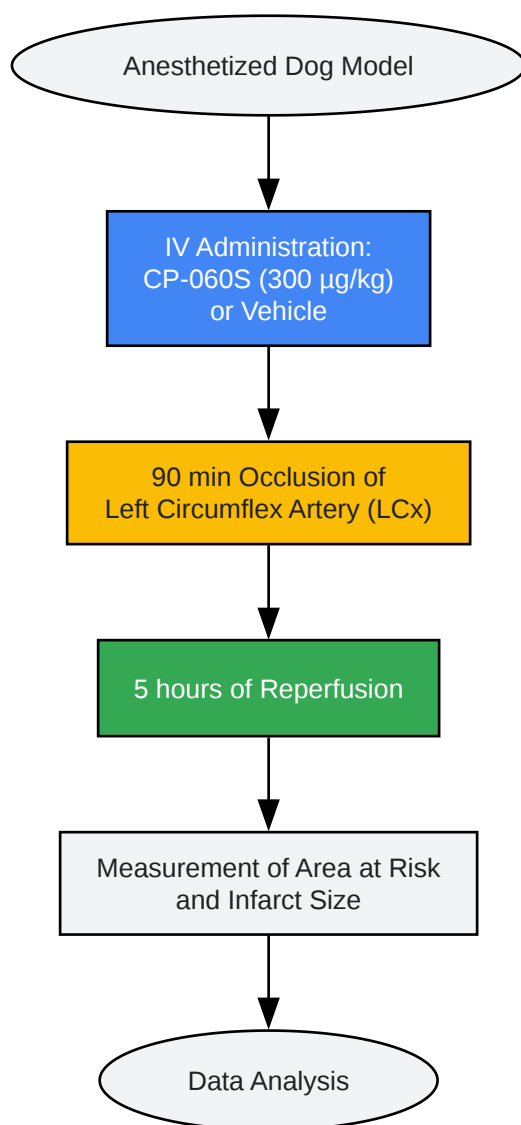 Anesthetized Dog Model
IV Administration:
CP-060S (300 µg/kg)
or Vehicle
90 min Occlusion of
Left Circumflex Artery (LCx)
5 hours of Reperfusion
Measurement of Area at Risk
and Infarct Size
Data Analysis